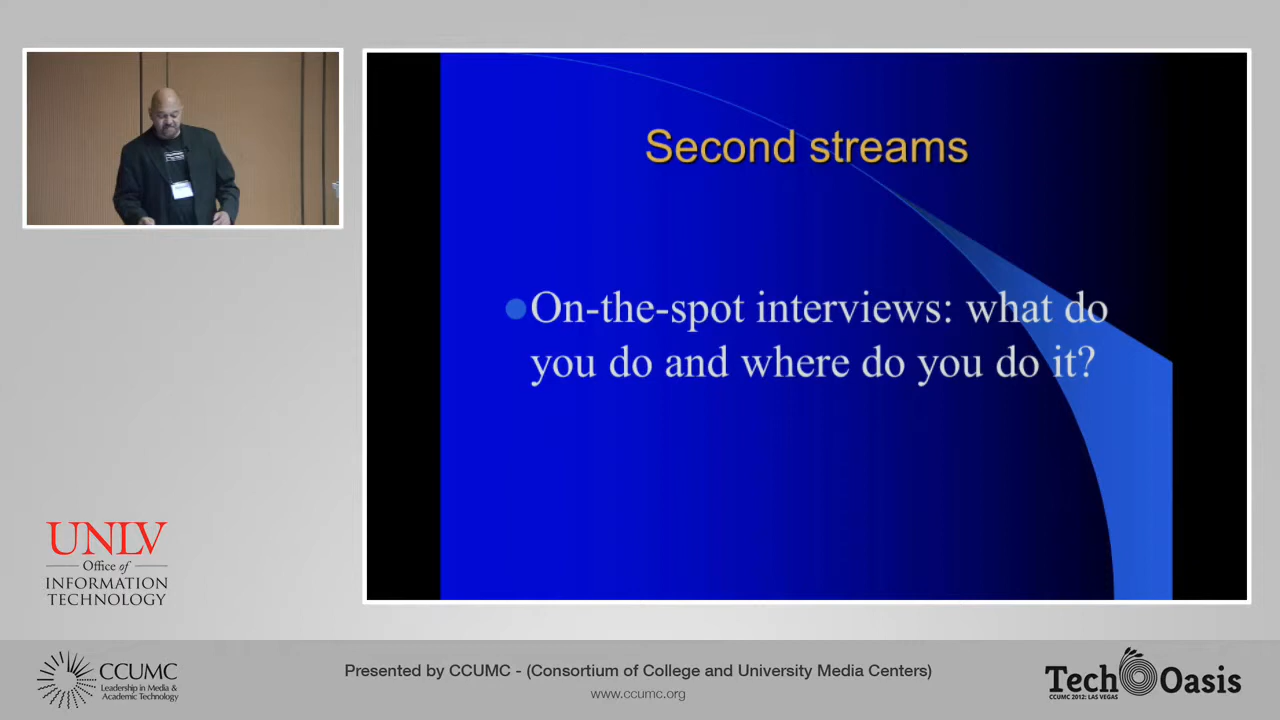 Second streams
On-the-spot interviews: what do
you do and where do you do it?
UNLV
Office of
INFORMATION
TECHNOLOGY
CCUMC
Leadership in Media &
Academic Technology
Presented by CCUMC - (Consortium of College and University Media Centers)
www.ccumc.org
Tech Oasis
CCUMC 2012: LAS VEGAS